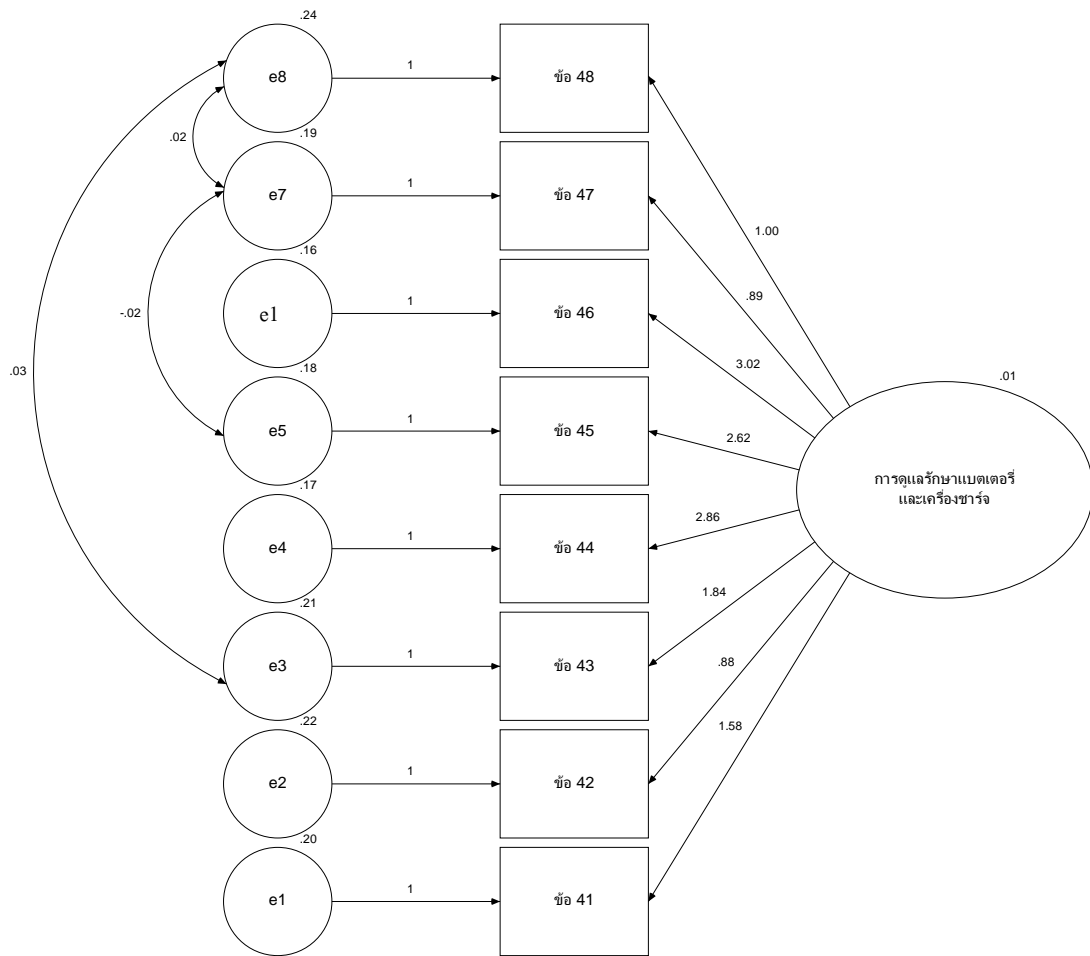 .24
e8
1
ข้อ 48
.02
.19
e7
1
ข้อ 47
1.00
.16
.89
e1
1
ข้อ 46
-.02
.18
3.02
.03
.01
e5
1
ข้อ 45
2.62
.17
การดูแลรักษาแบตเตอรี่
และเครื่องชาร์จ
2.86
e4
1
ข้อ 44
.21
1.84
e3
1
ข้อ 43
.88
.22
1.58
e2
1
ข้อ 42
.20
e1
1
ข้อ 41